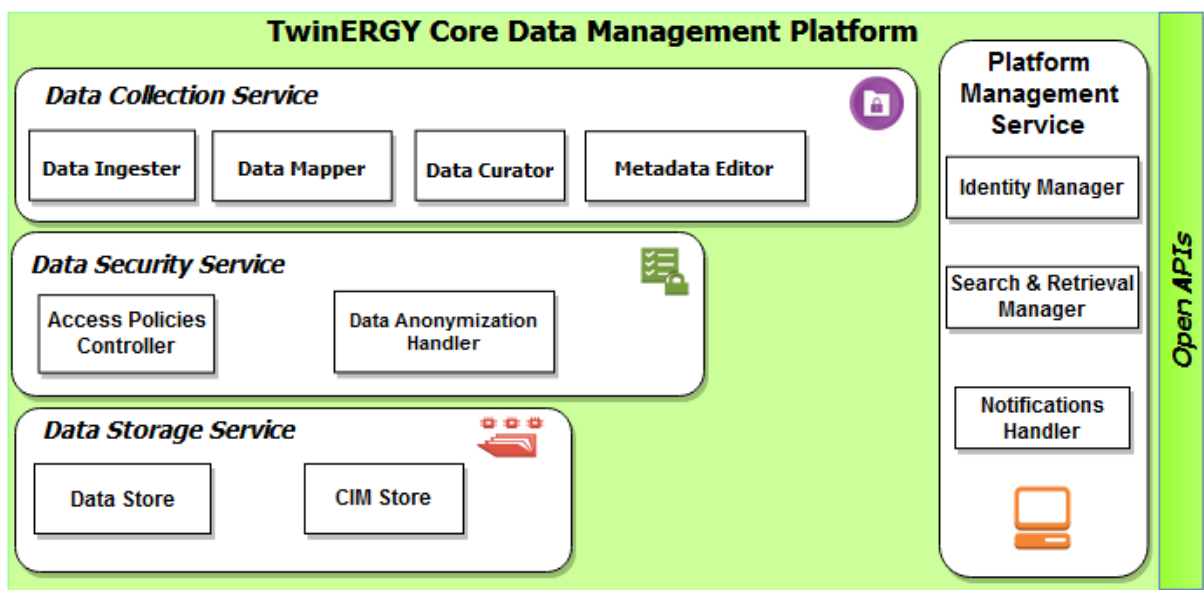 TwinERGY Core Data Management Platform
Data Collection Service
Data Ingester
Data Mapper
Data Curator
Metadata Editor
Data Security Service
Access Policies
Controller
Data Anonymization
Handler
Data Storage Service
Data Store
CIM Store
Platform
Management
Service
Identity Manager
Search & Retrieval
Manager
Notifications
Handler
Open APIs